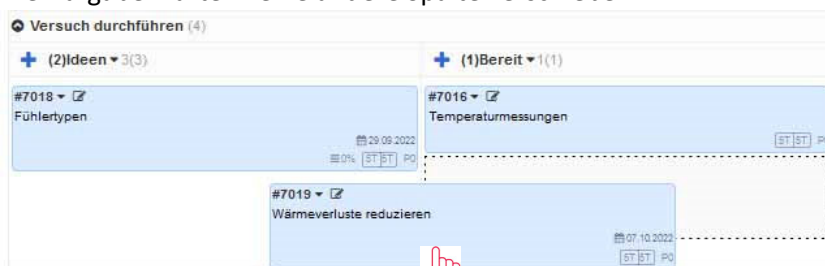 Versuch durchführen (4)
(2)Ideen 3(3)
(1)Bereit 1(1)
#7018
Fühlertypen
29.09.2022
0% ST ST P0
#7016
Temperaturmessungen
ST ST
#7019
Wärmeverluste reduzieren
07.10.2022
ST ST P0